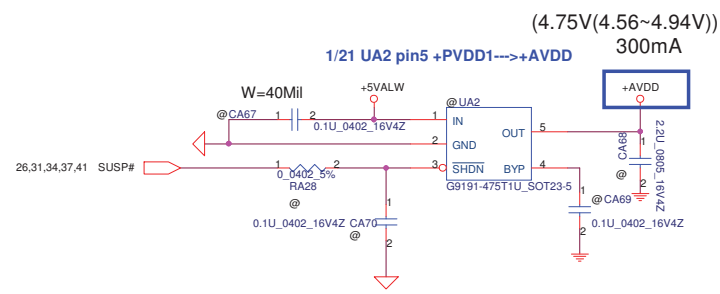 (4.75V(4.56~4.94V))
300mA
1/21 UA2 pin5 +PVDD1--->+AVDD
+AVDD
W=40Mil
+5VALW
@CA67
1 2
0.1U_0402_16V4Z
@UA2
1 IN
2 GND
3 SHDN
OUT 5
BYP 4
G9191-475T1U_SOT23-5
CA68
@
1
2
2.2U_0805_16V4Z
26,31,34,37,41 SUSP#
1 2
0_0402_5%
RA28
@
1
0.1U_0402_16V4Z CA70
@
2
1
@CA69
0.1U_0402_16V4Z
2